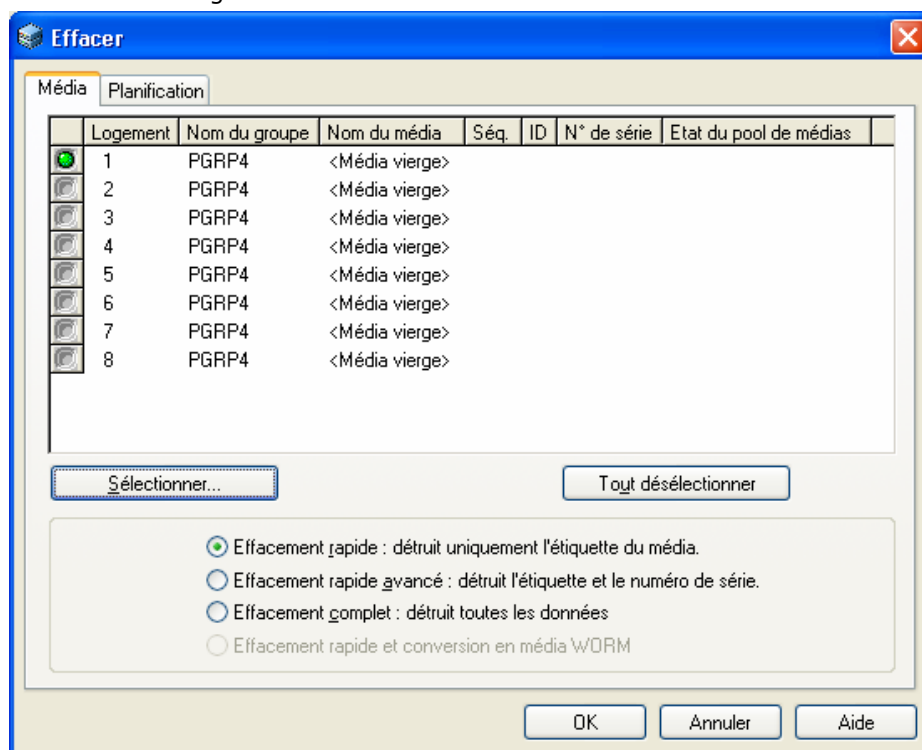 Effacer
Média Planification
Logement Nom du groupe Nom du média Séq. ID N° de série Etat du pool de médias
1 PGRP4 <Média vierge>
2 PGRP4 <Média vierge>
3 PGRP4 <Média vierge>
4 PGRP4 <Média vierge>
5 PGRP4 <Média vierge>
6 PGRP4 <Média vierge>
7 PGRP4 <Média vierge>
8 PGRP4 <Média vierge>
Sélectionner... Tout désélectionner
Effacement rapide : détruit uniquement l'étiquette du média.
Effacement rapide avancé : détruit l'étiquette et le numéro de série.
Effacement complet : détruit toutes les données
Effacement rapide et conversion en média WORM
OK Annuler Aide